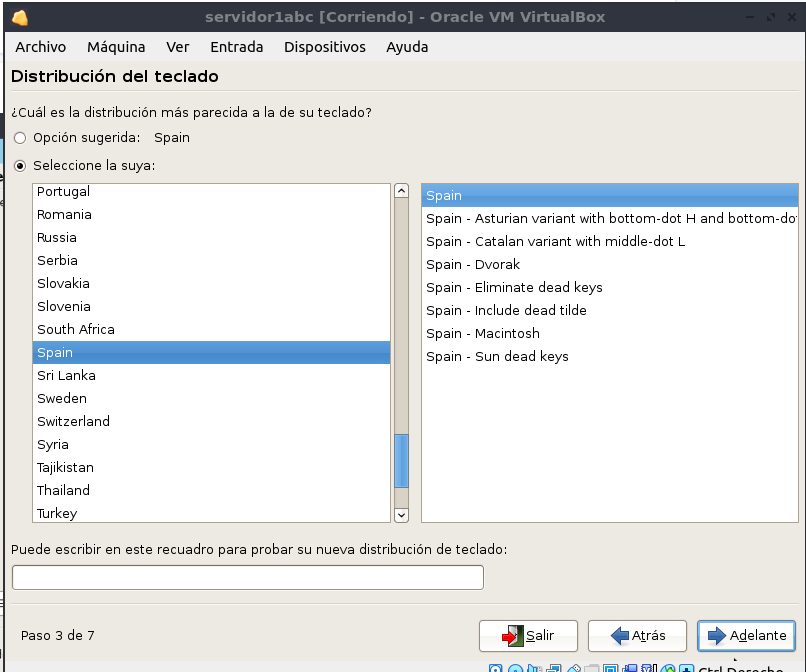 servidor1abc [Corriendo] - Oracle VM VirtualBox
Archivo Máquina Ver Entrada Dispositivos Ayuda
Distribución del teclado
¿Cuál es la distribución más parecida a la de su teclado?
Opción sugerida: Spain
Seleccione la suya:
Portugal
Romania
Russia
Serbia
Slovakia
Slovenia
South Africa
Spain
Sri Lanka
Sweden
Switzerland
Syria
Tajikistan
Thailand
Turkey
Spain
Spain - Asturian variant with bottom-dot H and bottom-do
Spain - Catalan variant with middle-dot L
Spain - Dvorak
Spain - Eliminate dead keys
Spain - Include dead tilde
Spain - Macintosh
Spain - Sun dead keys
Puede escribir en este recuadro para probar su nueva distribución de teclado:
Paso 3 de 7
Salir
Atrás
Adelante
Ctrl Derecho